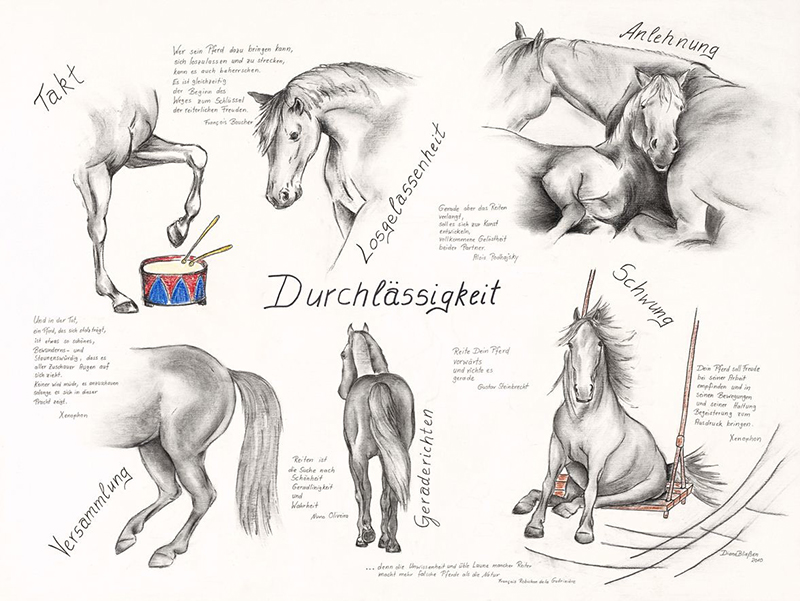 Takt
Wer sein Pferd dazu bringen kann,
sich loszulassen und zu strecken,
kann es auch beherrschen.
Es ist gleichzeitig
der Beginn des
Weges zum Schlüssel
der reiterlichen Freuden.
François Baucher
Losgelassenheit
Anlehnung
Gerade aber das Reiten
verlangt,
soll es sich zur Kunst
entwickeln,
vollkommene Gelöstheit
beider Partner.
Alois Podhajsky
Durchlässigkeit
Und in der Tat,
ein Pferd, das sich stolz trägt,
ist etwas so schönes,
Bewunderns- und
Staunenswürdig, dass es
aller Zuschauer Augen auf
sich zieht.
Keiner wird müde, es anzuschauen
solange es sich in dieser
Pracht zeigt.
Xenophon
Versammlung
Reiten ist
die Suche nach
Schönheit
Geradlinigkeit
und
Wahrheit
Nuno Oliveira
Geraderichten
Reite Dein Pferd
vorwärts
und richte es
gerade
Gustav Steinbrecht
Schwung
Dein Pferd soll Freude
bei seiner Arbeit
empfinden und in
seinen Bewegungen
und seiner Haltung
Begeisterung zum
Ausdruck bringen.
Xenophon
... denn die Unwissenheit und üble Laune mancher Reiter
macht mehr falsche Pferde als die Natur
François Robichon de la Guérinière
2010